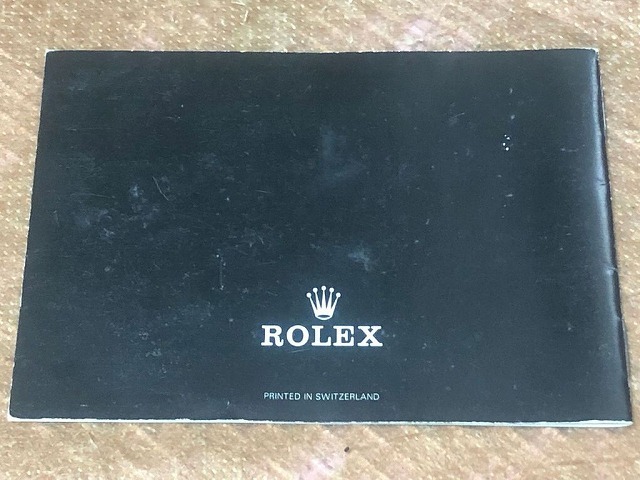 ROLEX
PRINTED IN SWITZERLAND